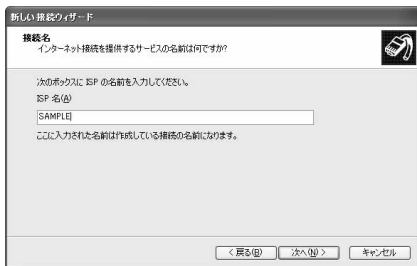 新しい接続ウィザード
接続名
インターネット接続を提供するサービスの名前は何ですか?
次のボックスに ISP の名前を入力してください。
ISP 名(A)
SAMPLE
ここに入力された名前は作成している接続の名前になります。
< 戻る(B)
次へ(N) >
キャンセル